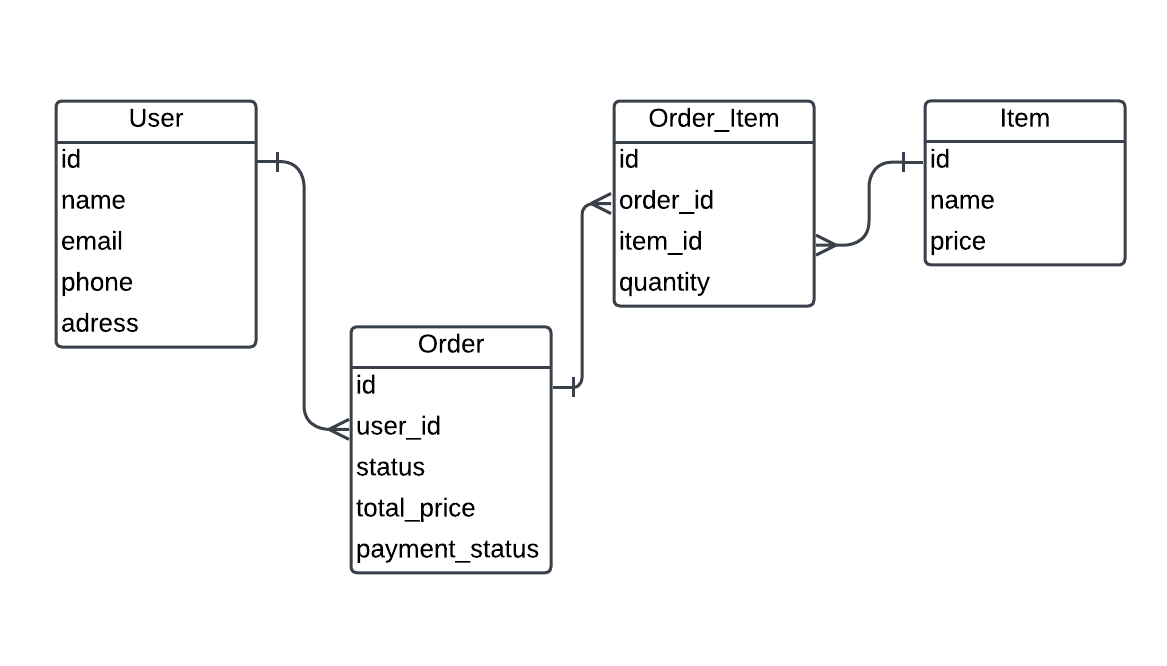 User
id
name
email
phone
adress
Order
id
user_id
status
total_price
payment_status
Order_Item
id
order_id
item_id
quantity
Item
id
name
price